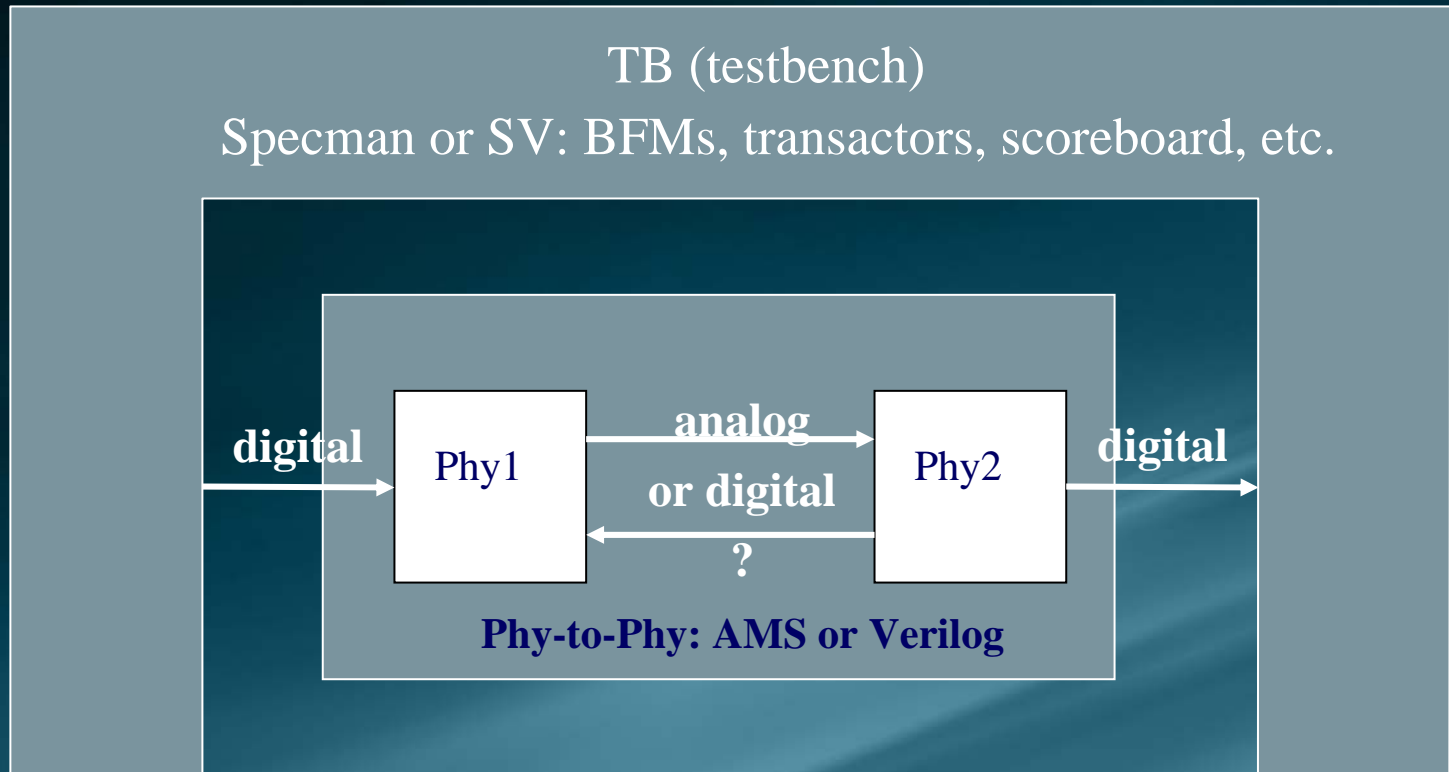 TB (testbench)
Specman or SV: BFMs, transactors, scoreboard, etc.
digital
Phy1
analog
or digital
?
Phy2
digital
Phy-to-Phy: AMS or Verilog